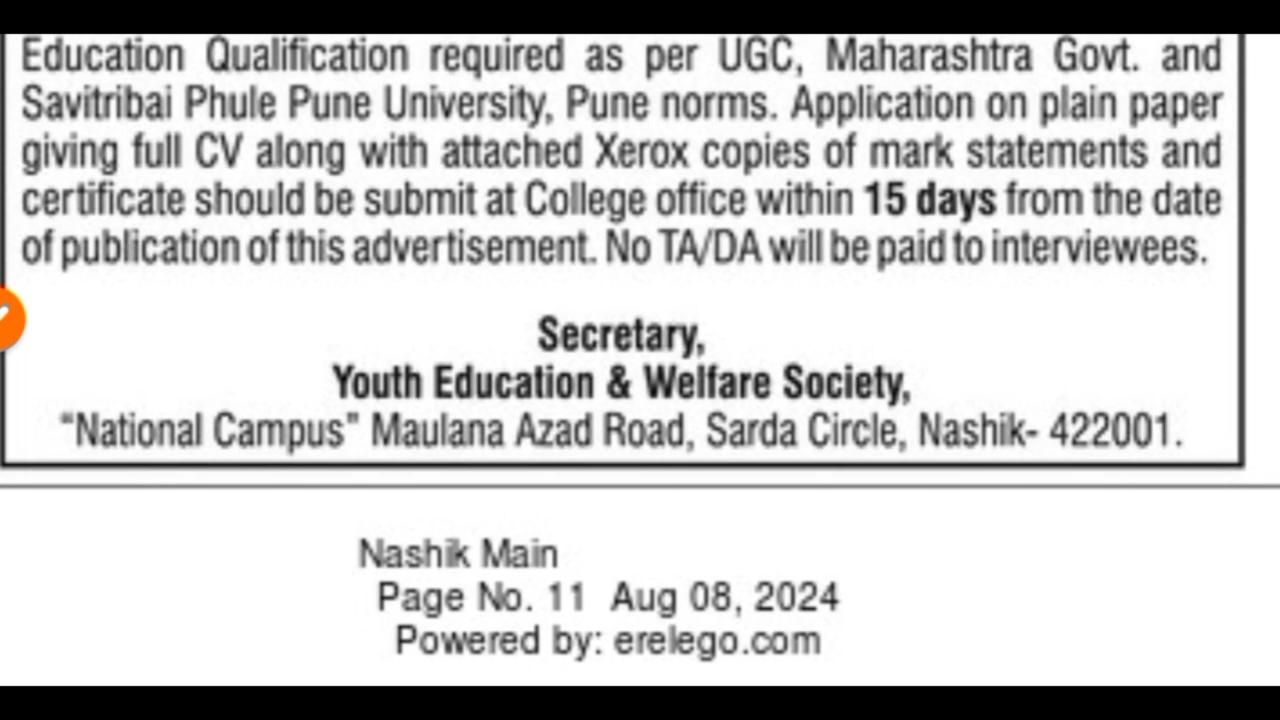 Education Qualification required as per UGC, Maharashtra Govt. and
Savitribai Phule Pune University, Pune norms. Application on plain paper
giving full CV along with attached Xerox copies of mark statements and
certificate should be submit at College office within 15 days from the date
of publication of this advertisement. No TA/DA will be paid to interviewees.
Secretary,
Youth Education & Welfare Society,
“National Campus” Maulana Azad Road, Sarda Circle, Nashik- 422001.
Nashik Main
Page No. 11 Aug 08, 2024
Powered by: erelego.com